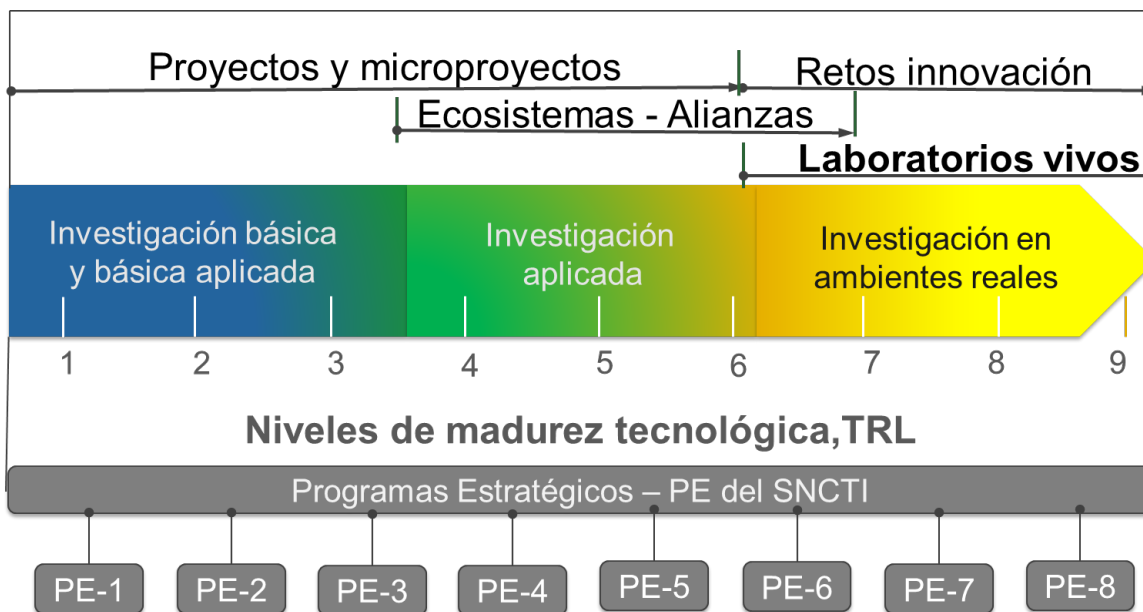 Proyectos y microproyectos
Retos innovación
Ecosistemas - Alianzas
Laboratorios vivos
Investigación básica
y básica aplicada
Investigación
aplicada
Investigación en
ambientes reales
1 2 3 4 5 6 7 8 9
Niveles de madurez tecnológica,TRL
Programas Estratégicos – PE del SNCTI
PE-1 PE-2 PE-3 PE-4 PE-5 PE-6 PE-7 PE-8